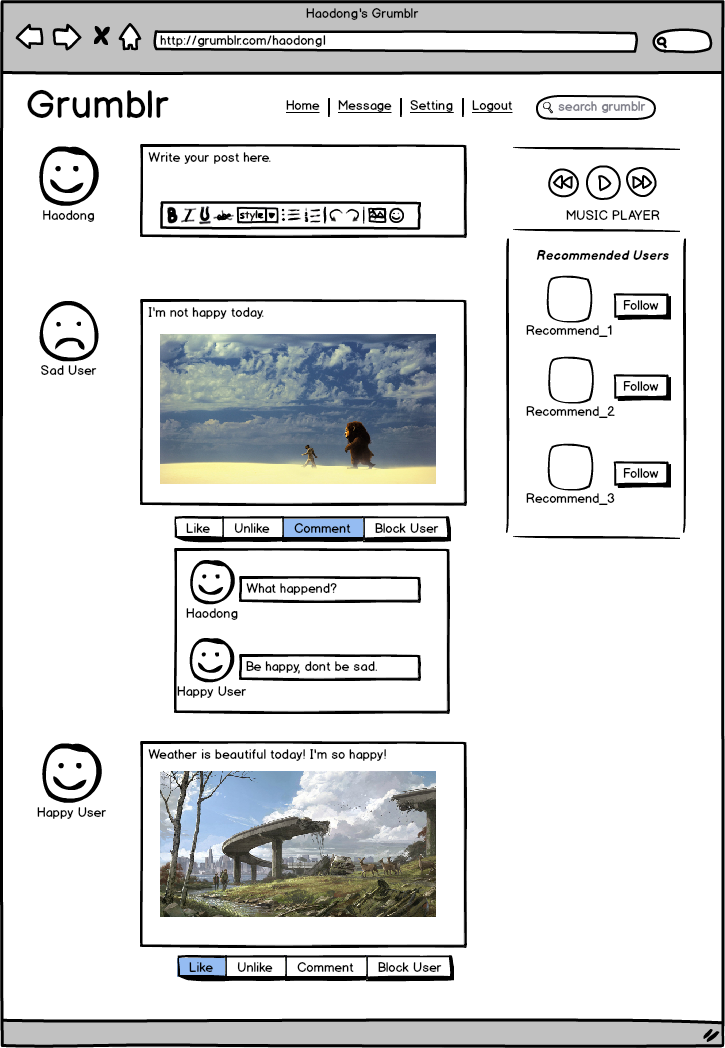 Haodong's Grumblr
http://grumblr.com/haodongl
Grumblr
Home Message Setting Logout
search grumblr
Haodong
Write your post here.
B I U abc style
MUSIC PLAYER
Recommended Users
Recommend_1
Follow
Recommend_2
Follow
Recommend_3
Follow
Sad User
I'm not happy today.
Like Unlike Comment Block User
Haodong
What happend?
Happy User
Be happy, dont be sad.
Happy User
Weather is beautiful today! I'm so happy!
Like Unlike Comment Block User